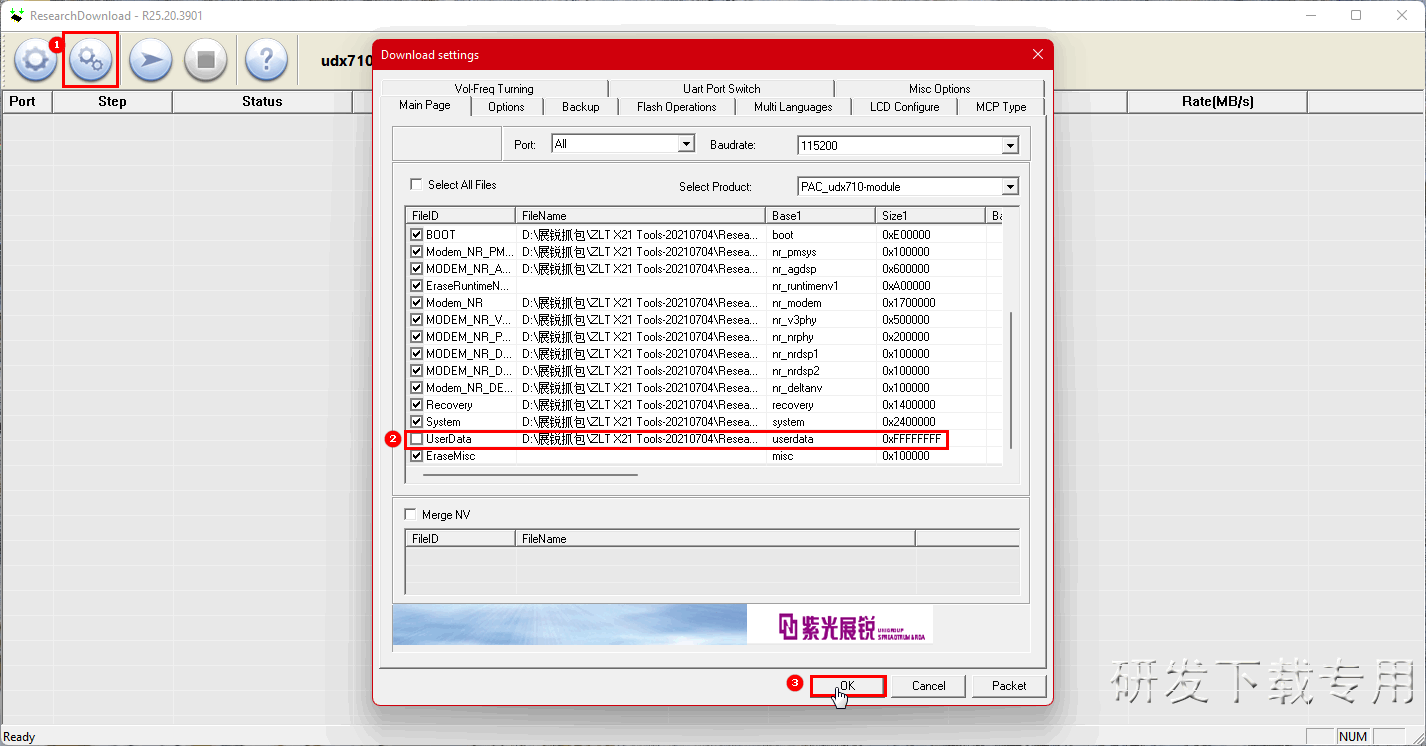 ResearchDownload - R25.20.3901
1
udx710
Port Step Status Rate(MB/s)
Download settings
Vol-Freq Turning Uart Port Switch Misc Options
Main Page Options Backup Flash Operations Multi Languages LCD Configure MCP Type
Port: All Baudrate: 115200
Select All Files Select Product: PAC_udx710-module
FileID FileName Base1 Size1 Ba
BOOT D:\展锐抓包\ZLT X21 Tools-20210704\Resea... boot 0xE00000
Modem_NR_PM... D:\展锐抓包\ZLT X21 Tools-20210704\Resea... nr_pmsys 0x100000
MODEM_NR_A... D:\展锐抓包\ZLT X21 Tools-20210704\Resea... nr_agdsp 0x600000
EraseRuntimeN... nr_runtimenv1 0xA00000
Modem_NR D:\展锐抓包\ZLT X21 Tools-20210704\Resea... nr_modem 0x1700000
MODEM_NR_V... D:\展锐抓包\ZLT X21 Tools-20210704\Resea... nr_v3phy 0x500000
MODEM_NR_P... D:\展锐抓包\ZLT X21 Tools-20210704\Resea... nr_nrphy 0x200000
MODEM_NR_D... D:\展锐抓包\ZLT X21 Tools-20210704\Resea... nr_nrdsp1 0x100000
MODEM_NR_D... D:\展锐抓包\ZLT X21 Tools-20210704\Resea... nr_nrdsp2 0x100000
Modem_NR_DE... D:\展锐抓包\ZLT X21 Tools-20210704\Resea... nr_deltanv 0x100000
Recovery D:\展锐抓包\ZLT X21 Tools-20210704\Resea... recovery 0x1400000
System D:\展锐抓包\ZLT X21 Tools-20210704\Resea... system 0x2400000
2 UserData D:\展锐抓包\ZLT X21 Tools-20210704\Resea... userdata 0xFFFFFFFF
EraseMisc misc 0x100000
Merge NV
FileID FileName
紫光展锐 UNIGROUP
SPREADTRUM & RDA
3 OK Cancel Packet
研发下载专用
Ready NUM